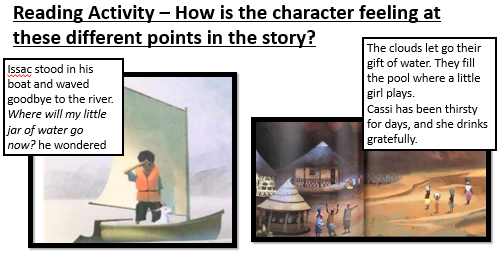 Reading Activity – How is the character feeling at
these different points in the story?
Issac stood in his
boat and waved
goodbye to the river.
Where will my little
jar of water go
now? he wondered
The clouds let go their
gift of water. They fill
the pool where a little
girl plays.
Cassi has been thirsty
for days, and she drinks
gratefully.